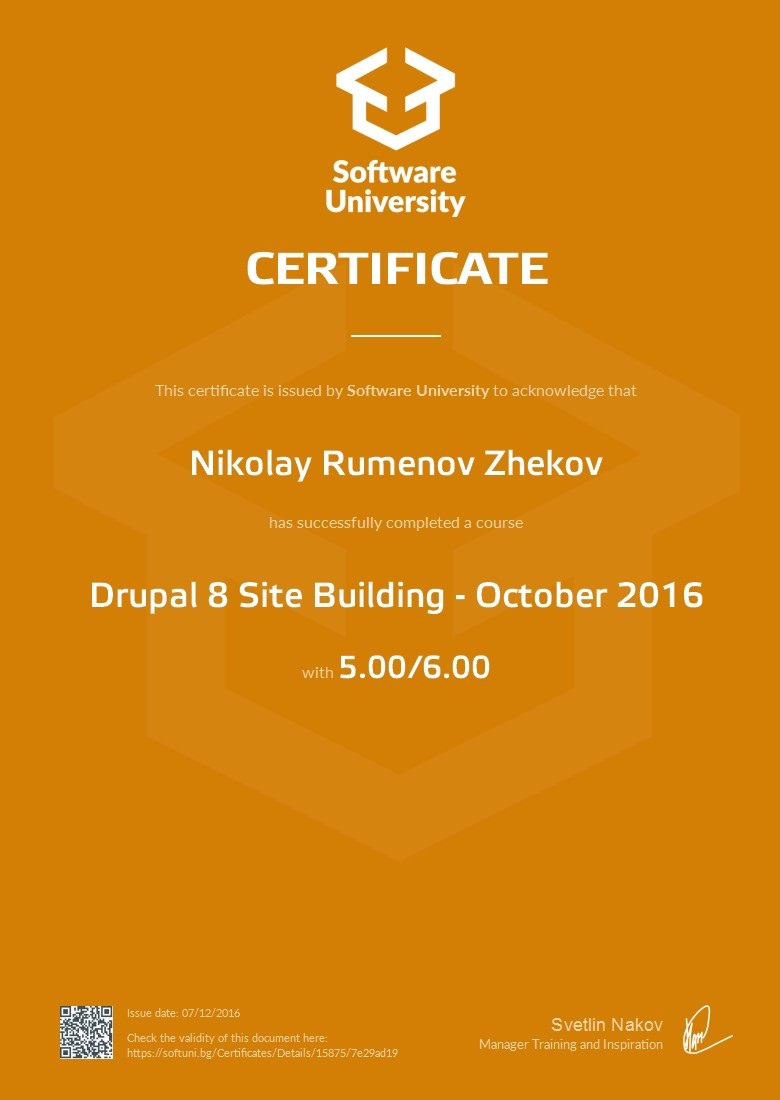 Software
University
CERTIFICATE
This certificate is issued by Software University to acknowledge that
Nikolay Rumenov Zhekov
has successfully completed a course
Drupal 8 Site Building - October 2016
with 5.00/6.00
Issue date: 07/12/2016
Check the validity of this document here:
https://softuni.bg/Certificates/Details/15875/7e29ad19
Svetlin Nakov
Manager Training and Inspiration